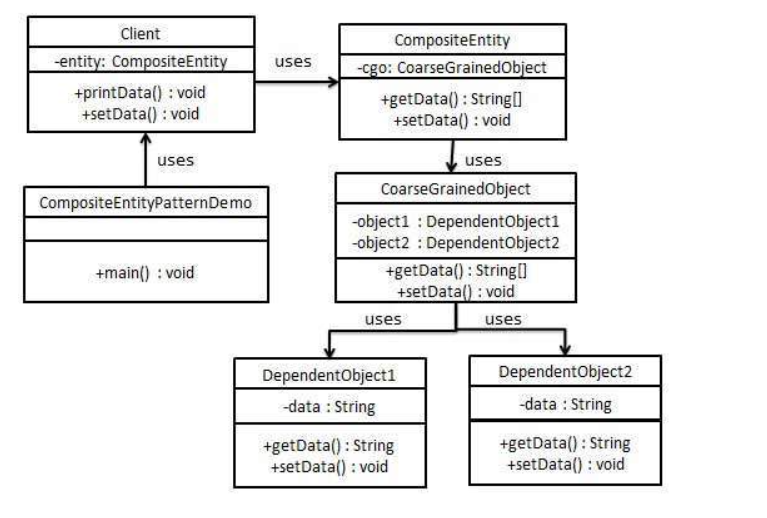 Client
-entity: CompositeEntity
+printData() : void
+setData() : void
uses
CompositeEntity
-cgo: CoarseGrainedObject
+getData() : String[]
+setData() : void
uses
uses
CompositeEntityPatternDemo
+main() : void
CoarseGrainedObject
-object1 : DependentObject1
-object2 : DependentObject2
+getData() : String[]
+setData() : void
uses
uses
DependentObject1
-data : String
+getData() : String
+setData() : void
DependentObject2
-data : String
+getData() : String
+setData() : void